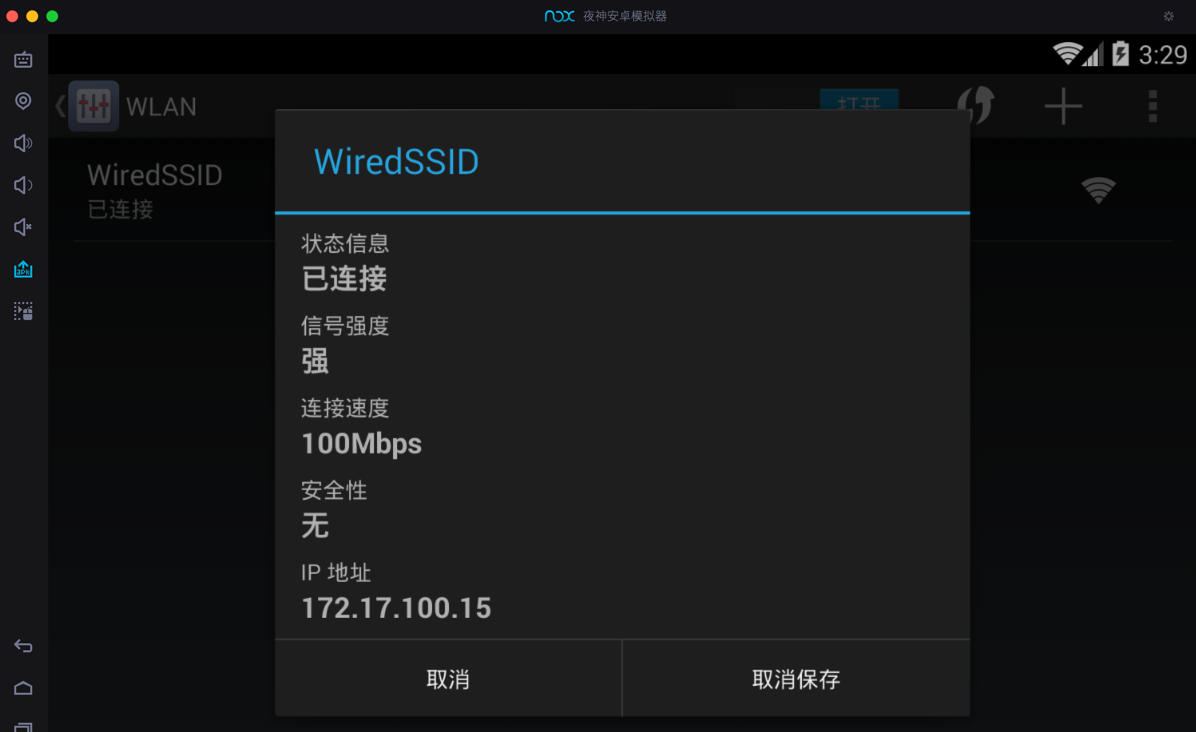 nox 夜神安卓模拟器
3:29
WLAN
打开
WiredSSID
已连接
WiredSSID
状态信息
已连接
信号强度
强
连接速度
100Mbps
安全性
无
IP 地址
172.17.100.15
取消
取消保存